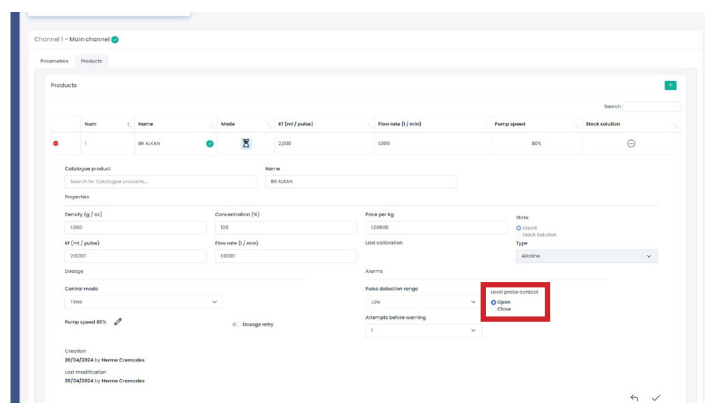 Channel 1 - Main channel
Parameters Products
Products
+
Search
Num Name Mode Kf (ml / pulse) Flow rate (l / min) Pump speed Stock solution
1 BR ALKAN 2,000 1,000 80%
Catalogue product Name
Search for Catalogue products... BR ALKAN
Properties
Density (g / cc) Concentration (%) Price per kg State
1.000 100 1.00000 Liquid
Stock Solution
Kf (ml / pulse) Flow rate (l / min) Last calibration Type
2.0000 1.0000 Alcaline
Dosage Alarms
Control mode Pulse detection range Level probe contact
Time Low Open
Close
Pump speed 80% Dosage retry Attempts before warning
1
Creation
20/04/2024 by Herme Cremades
Last modification
20/04/2024 by Herme Cremades